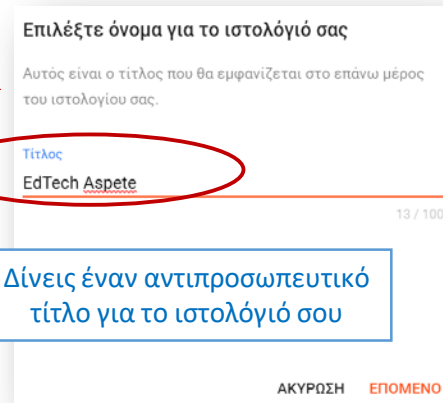 Επιλέξτε όνομα για το ιστολόγιό σας
Αυτός είναι ο τίτλος που θα εμφανίζεται στο επάνω μέρος
του ιστολογίου σας.
Τίτλος
EdTech Aspete
13 / 100
Δίνεις έναν αντιπροσωπευτικό
τίτλο για το ιστολόγιό σου
ΑΚΥΡΩΣΗ ΕΠΟΜΕΝΟ